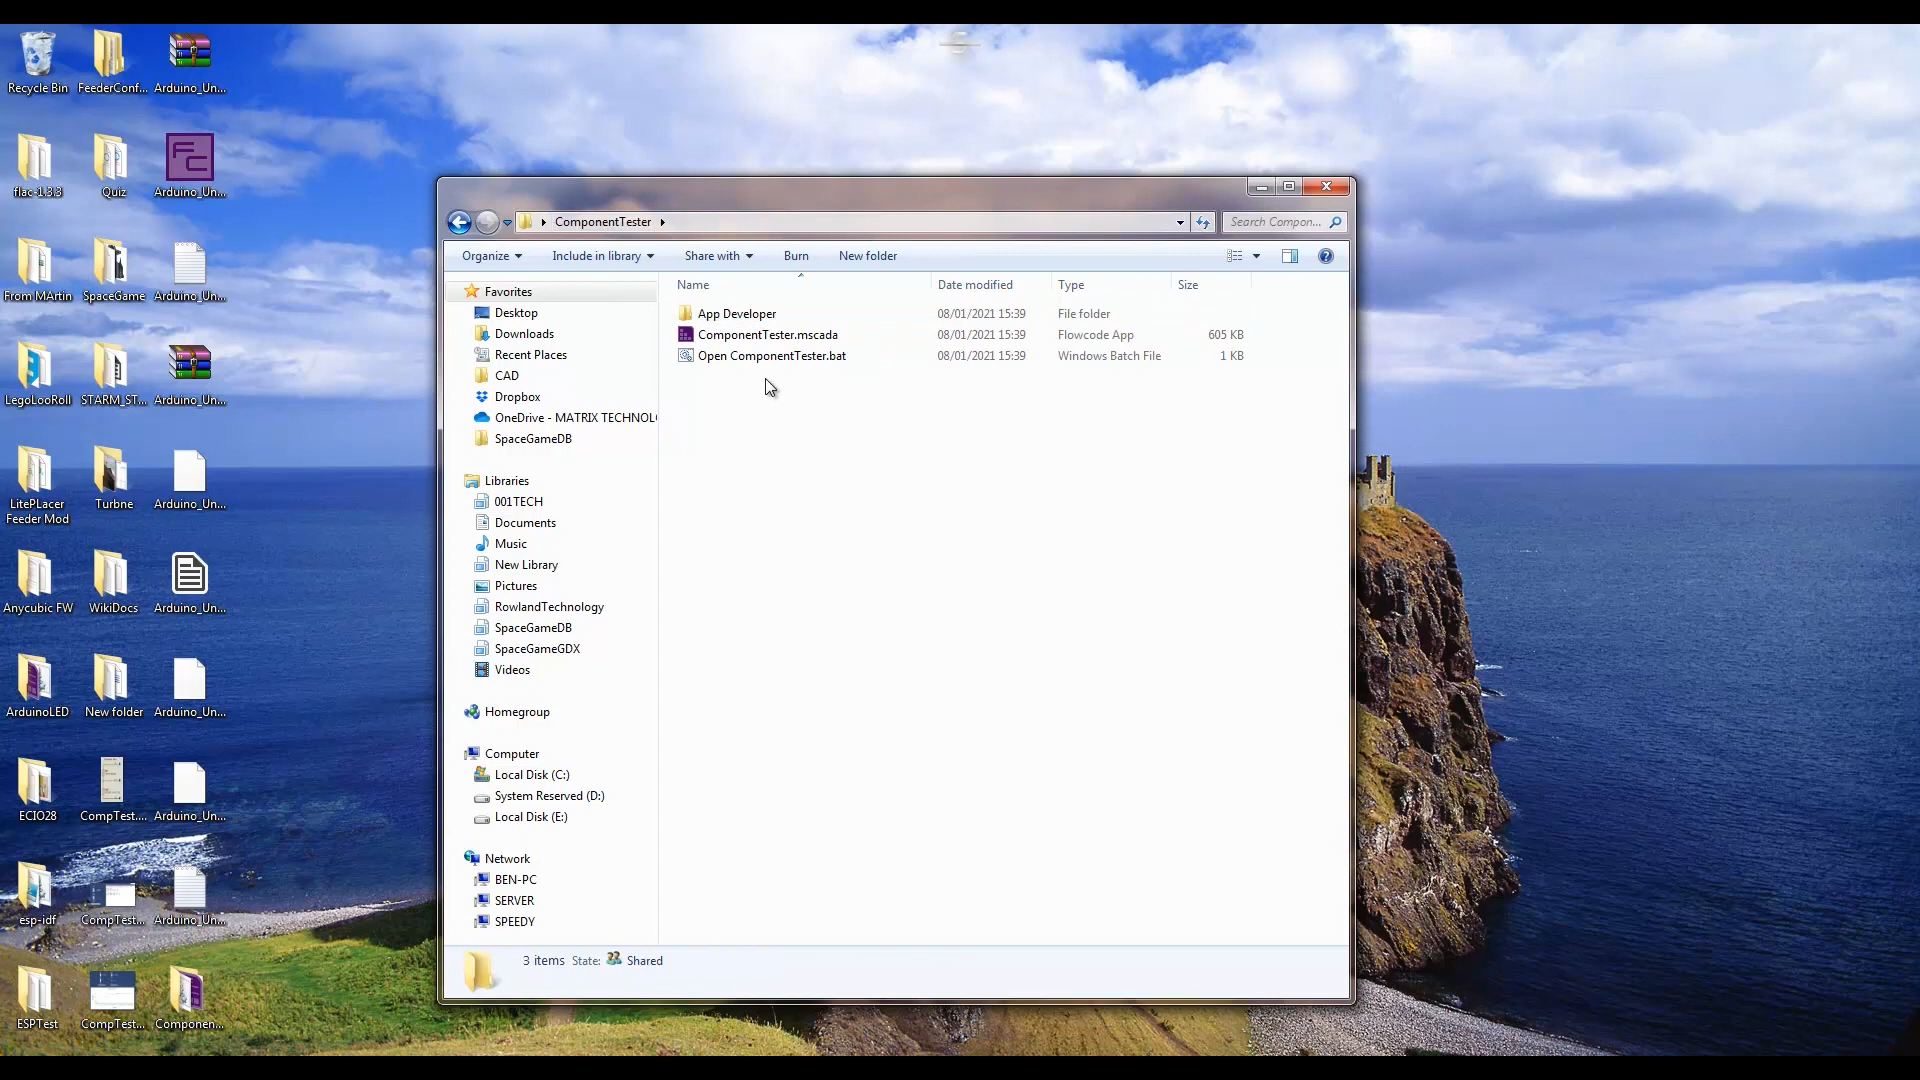 Recycle Bin
FeederConf...
Arduino_Un...
flac-1.3.3
Quiz
FC
Arduino_Un...
From MArtin
SpaceGame
Arduino_Un...
LegoLooRoll
STARM_ST...
Arduino_Un...
LitePLacer
Feeder Mod
Turbne
Arduino_Un...
Anycubic FW
WikiDocs
Arduino_Un...
ArduinoLED
New folder
Arduino_Un...
ECIO28
CompTest....
Arduino_Un...
esp-idf
CompTest...
Arduino_Un...
ESPTest
CompTest...
Componen...
ComponentTester
Search Compon...
Organize
Include in library
Share with
Burn
New folder
Favorites
Desktop
Downloads
Recent Places
CAD
Dropbox
OneDrive - MATRIX TECHNOL
SpaceGameDB
Libraries
001TECH
Documents
Music
New Library
Pictures
RowlandTechnology
SpaceGameDB
SpaceGameGDX
Videos
Homegroup
Computer
Local Disk (C:)
System Reserved (D:)
Local Disk (E:)
Network
BEN-PC
SERVER
SPEEDY
Name Date modified Type Size
App Developer 08/01/2021 15:39 File folder
ComponentTester.mscada 08/01/2021 15:39 Flowcode App 605 KB
Open ComponentTester.bat 08/01/2021 15:39 Windows Batch File 1 KB
3 items State: Shared